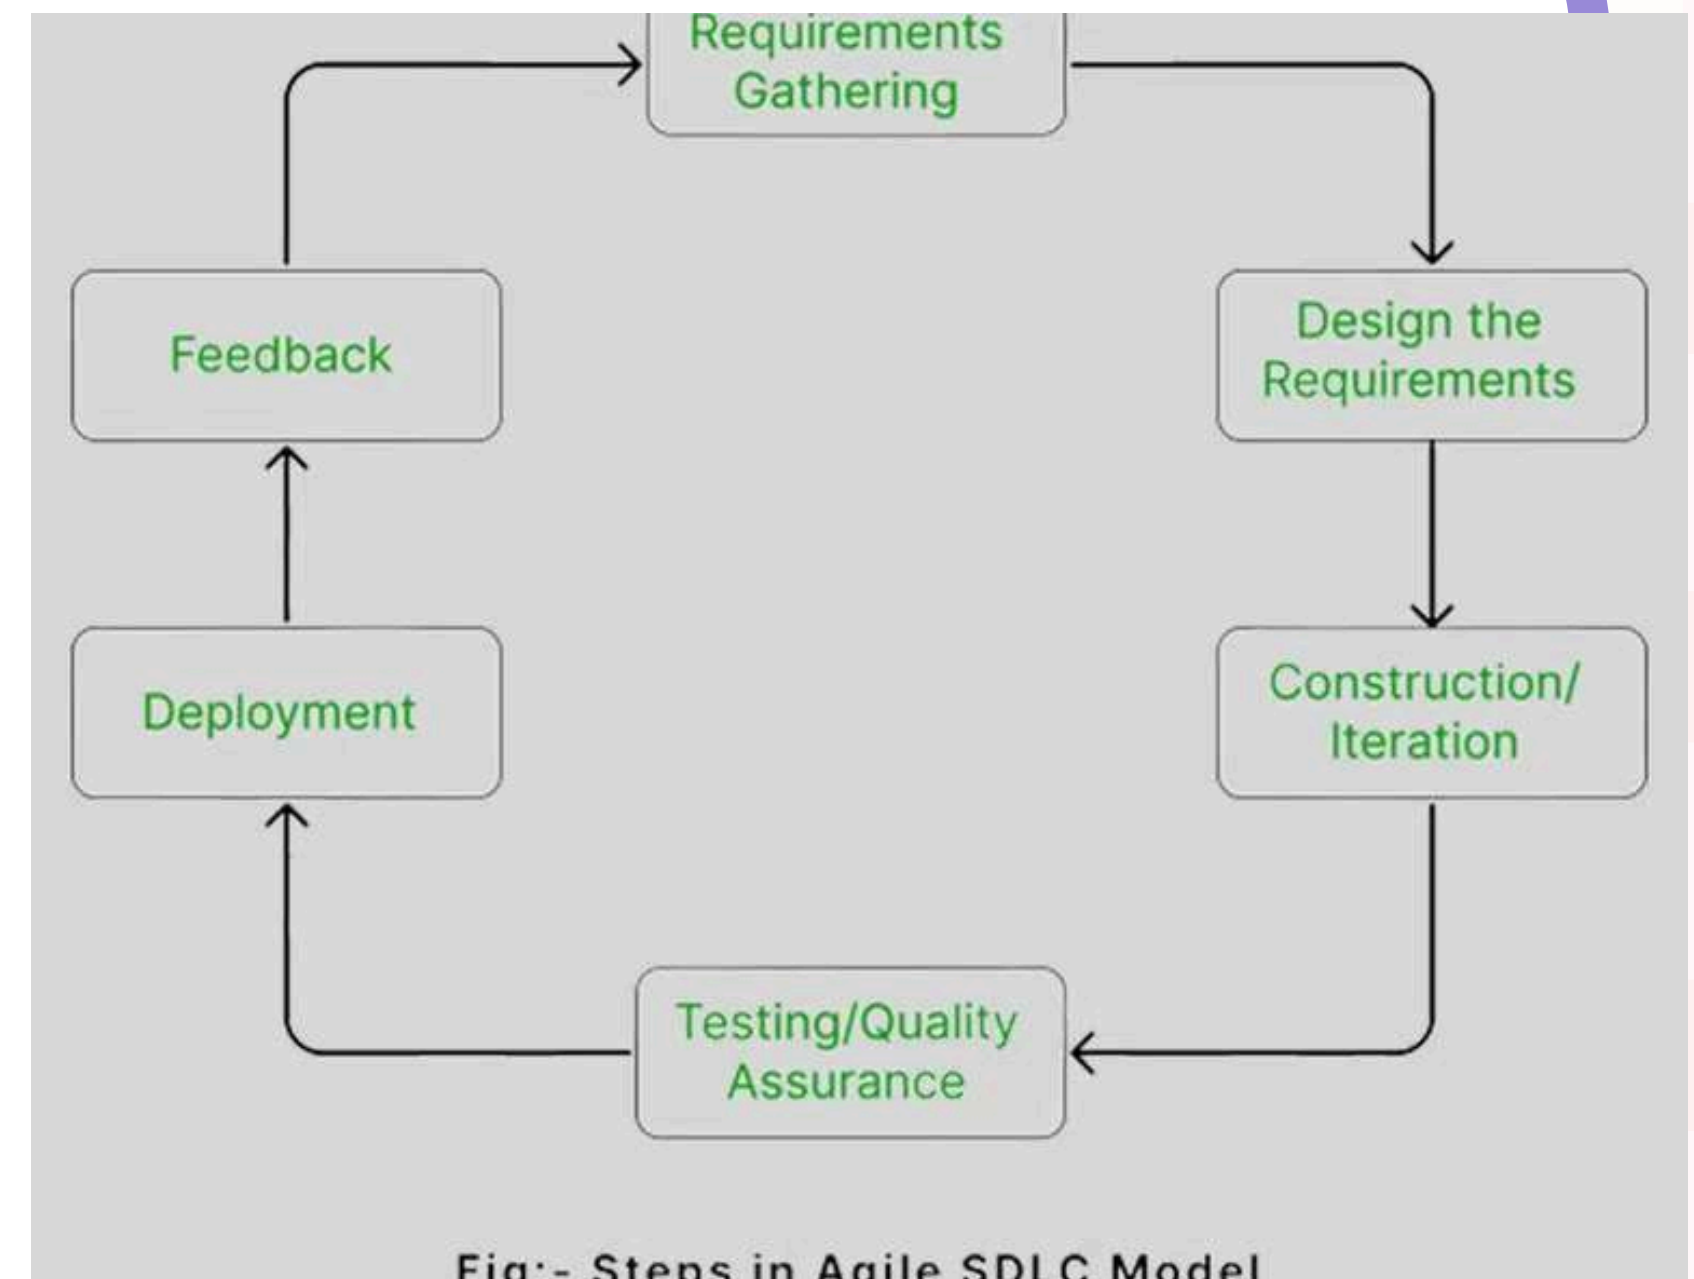 Requirements
Gathering
Design the
Requirements
Construction/
Iteration
Testing/Quality
Assurance
Deployment
Feedback
Fig:- Steps in Agile SDLC Model